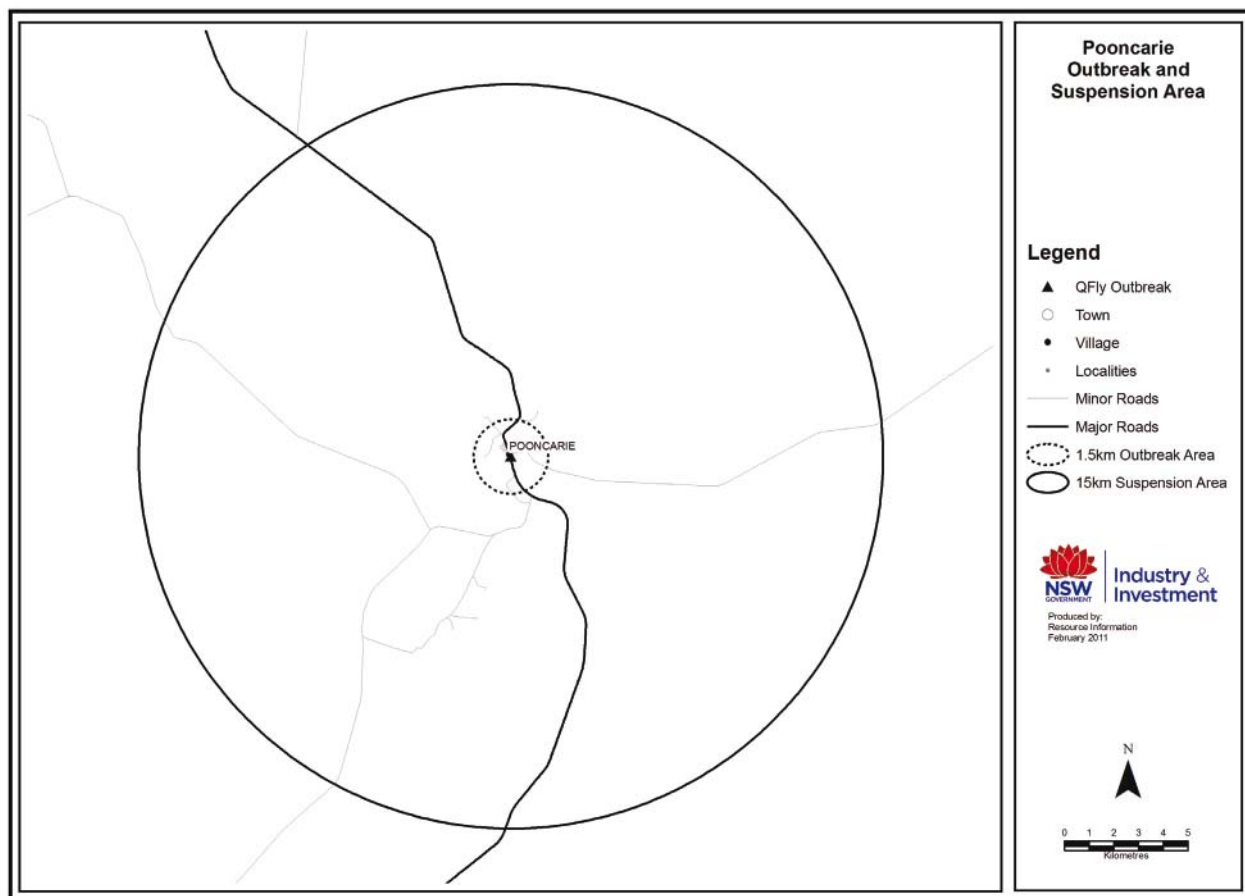 Pooncarie
Outbreak and
Suspension Area
POONCARIE
Legend
QFly Outbreak
Town
Village
Localities
Minor Roads
Major Roads
1.5km Outbreak Area
15km Suspension Area
NSW
GOVERNMENT
Industry &
Investment
Produced by:
Resource Information
February 2011
N
0 1 2 3 4 5
Kilometres